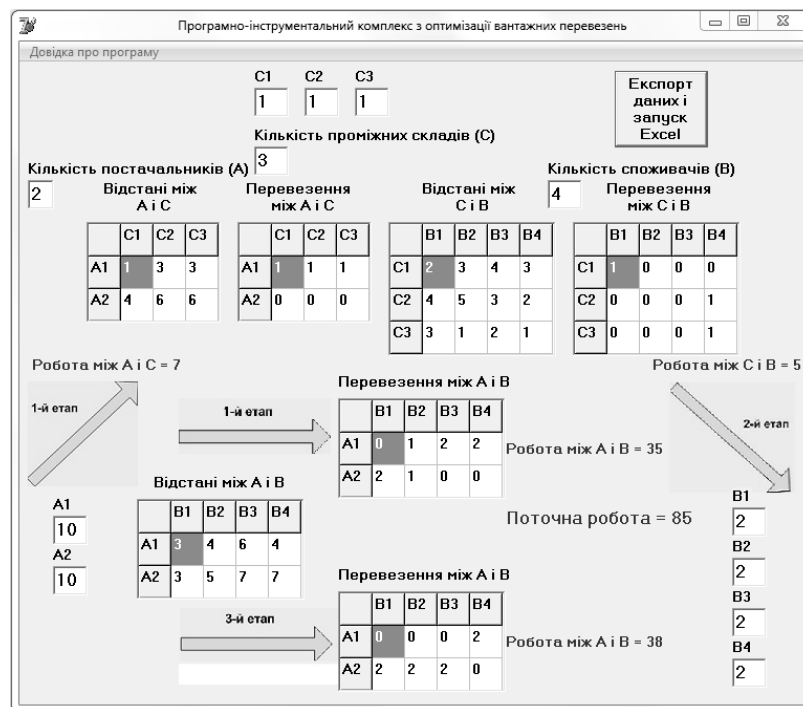 Програмно-інструментальний комплекс з оптимізації вантажних перевезень
Довідка про програму
C1 C2 C3
1 1 1
Експорт
даних і
запуск
Excel
Кількість проміжних складів (C)
3
Кількість постачальників (A)
2
Кількість споживачів (B)
4
Відстані між
A і C
C1 C2 C3
A1 1 3 3
A2 4 6 6
Перевезення
між A і C
C1 C2 C3
A1 1 1 1
A2 0 0 0
Відстані між
C і B
B1 B2 B3 B4
C1 2 3 4 3
C2 4 5 3 2
C3 3 1 2 1
Перевезення
між C і B
B1 B2 B3 B4
C1 1 0 0 0
C2 0 0 0 1
C3 0 0 0 1
Робота між A і C = 7
Робота між C і B = 5
1-й етап
1-й етап
2-й етап
Перевезення між A і B
B1 B2 B3 B4
A1 0 1 2 2
A2 2 1 0 0
Робота між A і B = 35
Відстані між A і B
B1 B2 B3 B4
A1 3 4 6 4
A2 3 5 7 7
A1
10
A2
10
Поточна робота = 85
B1
2
B2
2
B3
2
B4
2
3-й етап
Перевезення між A і B
B1 B2 B3 B4
A1 0 0 0 2
A2 2 2 2 0
Робота між A і B = 38